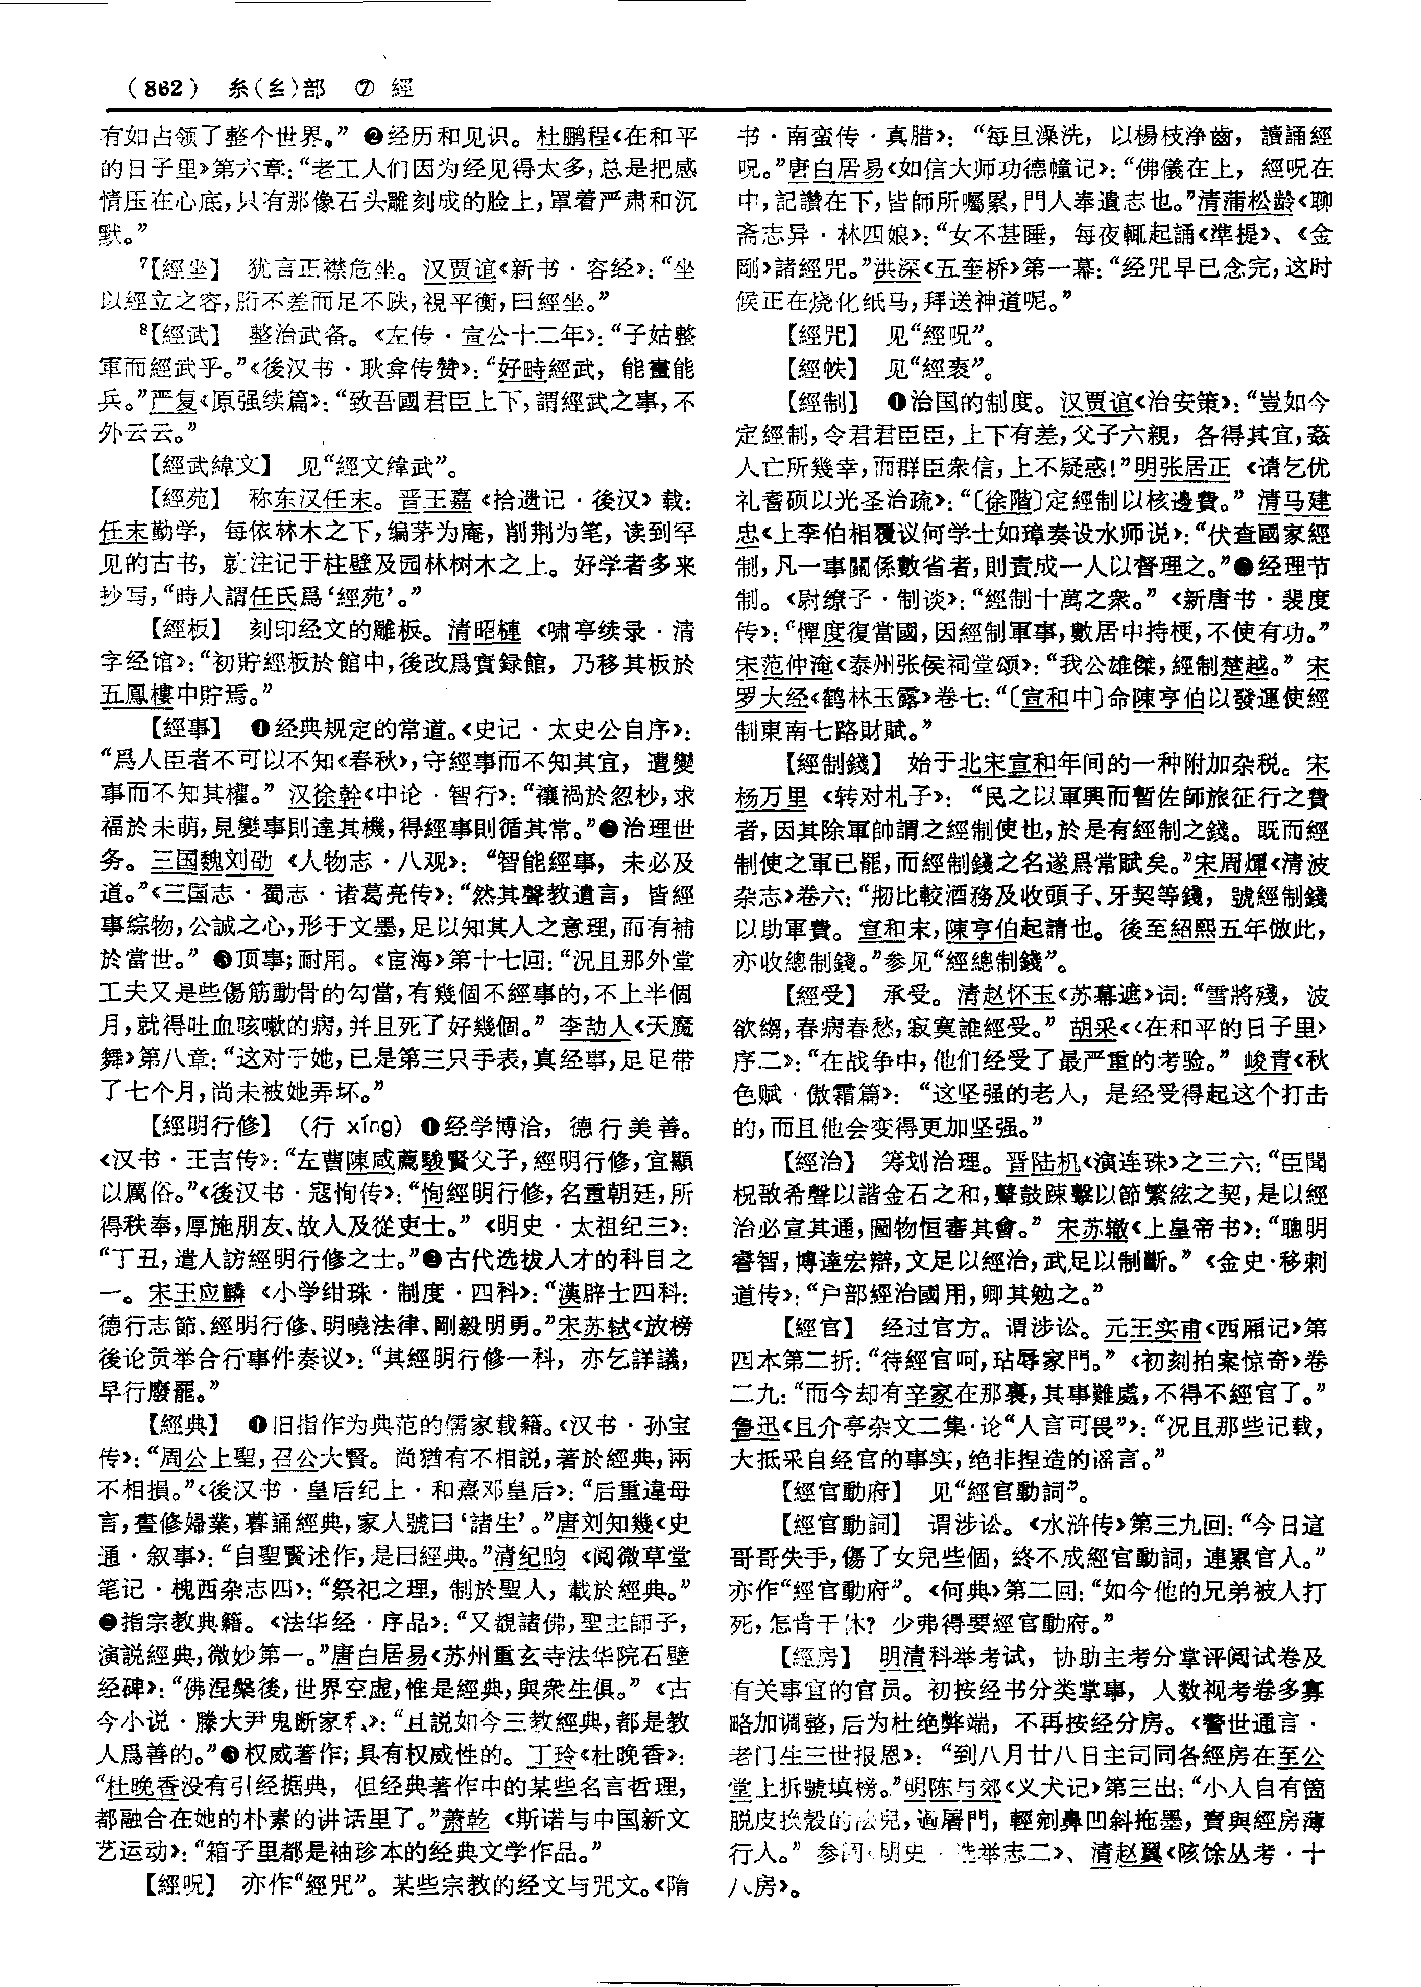 (862) 糸(糹)部 ⑦ 經
有如占领了整个世界。”❷经历和见识。杜鹏程《在和平
的日子里》第六章：“老工人们因为经见得太多，总是把感
情压在心底，只有那像石头雕刻成的脸上，罩着严肃和沉
默。”
⁷【經坐】 犹言正襟危坐。汉贾谊《新书·容经》：“坐
以經立之容，胻不差而足不跌，視平衡，曰經坐。”
⁸【經武】 整治武备。《左传·宣公十二年》：“子姑整
軍而經武乎。”《後汉书·耿弇传赞》：“好畤經武，能畫能
兵。”严复《原强续篇》：“致吾國君臣上下，謂經武之事，不
外云云。”
【經武緯文】 见“經文緯武”。
【經苑】 称东汉任末。晋王嘉《拾遗记·後汉》载：
任末勤学，每依林木之下，编茅为庵，削荆为笔，读到罕
见的古书，就注记于柱壁及园林树木之上。好学者多来
抄写，“時人謂任氏爲‘經苑’。”
【經板】 刻印经文的雕板。清昭槤《啸亭续录·清
字经馆》：“初貯經板於館中，後改爲實録館，乃移其板於
五鳳樓中貯焉。”
【經事】 ❶经典规定的常道。《史记·太史公自序》：
“爲人臣者不可以不知《春秋》，守經事而不知其宜，遭變
事而不知其權。”汉徐幹《中论·智行》：“禳禍於忽杪，求
福於未萌，見變事則達其機，得經事則循其常。”❷治理世
务。三国魏刘劭《人物志·八观》：“智能經事，未必及
道。”《三国志·蜀志·诸葛亮传》：“然其聲教遺言，皆經
事綜物，公誠之心，形于文墨，足以知其人之意理，而有補
於當世。”❸顶事；耐用。《宦海》第十七回：“况且那外堂
工夫又是些傷筋動骨的勾當，有幾個不經事的，不上半個
月，就得吐血咳嗽的病，并且死了好幾個。”李劼人《天魔
舞》第八章：“这对于她，已是第三只手表，真经事，足足带
了七个月，尚未被她弄坏。”
【經明行修】（行 xíng）❶经学博洽，德行美善。
《汉书·王吉传》：“左曹陳咸薦駿賢父子，經明行修，宜顯
以厲俗。”《後汉书·寇恂传》：“恂經明行修，名重朝廷，所
得秩奉，厚施朋友、故人及從吏士。”《明史·太祖纪三》：
“丁丑，遣人訪經明行修之士。”❷古代选拔人才的科目之
一。宋王应麟《小学绀珠·制度·四科》：“漢辟士四科：
德行志節、經明行修、明曉法律、剛毅明勇。”宋苏轼《放榜
後论贡举合行事件奏议》：“其經明行修一科，亦乞詳議，
早行廢罷。”
【經典】 ❶旧指作为典范的儒家载籍。《汉书·孙宝
传》：“周公上聖，召公大賢。尚猶有不相説，著於經典，兩
不相損。”《後汉书·皇后纪上·和熹邓皇后》：“后重違母
言，晝修婦業，暮誦經典，家人號曰‘諸生’。”唐刘知幾《史
通·叙事》：“自聖賢述作，是曰經典。”清纪昀《阅微草堂
笔记·槐西杂志四》：“祭祀之理，制於聖人，載於經典。”
❷指宗教典籍。《法华经·序品》：“又覩諸佛，聖主師子，
演説經典，微妙第一。”唐白居易《苏州重玄寺法华院石壁
经碑》：“佛涅槃後，世界空虚，惟是經典，與衆生俱。”《古
今小说·滕大尹鬼断家私》：“且説如今三教經典，都是教
人爲善的。”❸权威著作；具有权威性的。丁玲《杜晚香》：
“杜晚香没有引经据典，但经典著作中的某些名言哲理，
都融合在她的朴素的讲话里了。”萧乾《斯诺与中国新文
艺运动》：“箱子里都是袖珍本的经典文学作品。”
【經呪】 亦作“經咒”。某些宗教的经文与咒文。《隋
书·南蛮传·真腊》：“每旦澡洗，以楊枝浄齒，讀誦經
呪。”唐白居易《如信大师功德幢记》：“佛儀在上，經呪在
中，記讚在下，皆師所囑累，門人奉遺志也。”清蒲松龄《聊
斋志异·林四娘》：“女不甚睡，每夜輒起誦《準提》、《金
剛》諸經咒。”洪深《五奎桥》第一幕：“经咒早已念完，这时
候正在烧化纸马，拜送神道呢。”
【經咒】 见“經呪”。
【經帙】 见“經袠”。
【經制】 ❶治国的制度。汉贾谊《治安策》：“豈如今
定經制，令君君臣臣，上下有差，父子六親，各得其宜，姦
人亡所幾幸，而群臣衆信，上不疑惑！”明张居正《请乞优
礼耆硕以光圣治疏》：“〔徐階〕定經制以核邊費。”清马建
忠《上李伯相覆议何学士如璋奏设水师说》：“伏查國家經
制，凡一事關係數省者，則責成一人以督理之。”❷经理节
制。《尉缭子·制谈》：“經制十萬之衆。”《新唐书·裴度
传》：“憚度復當國，因經制軍事，數居中持梗，不使有功。”
宋范仲淹《泰州张侯祠堂颂》：“我公雄傑，經制楚越。”宋
罗大经《鹤林玉露》卷七：“〔宣和中〕命陳亨伯以發運使經
制東南七路財賦。”
【經制錢】 始于北宋宣和年间的一种附加杂税。宋
杨万里《转对札子》：“民之以軍興而暫佐師旅征行之費
者，因其除軍帥謂之經制使也，於是有經制之錢。既而經
制使之軍已罷，而經制錢之名遂爲常賦矣。”宋周煇《清波
杂志》卷六：“剏比較酒務及收頭子、牙契等錢，號經制錢
以助軍費。宣和末，陳亨伯起請也。後至紹熙五年倣此，
亦收總制錢。”参见“經總制錢”。
【經受】 承受。清赵怀玉《苏幕遮》词：“雪將殘，波
欲縐，春病春愁，寂寞誰經受。”胡采《〈在和平的日子里〉
序二》：“在战争中，他们经受了最严重的考验。”峻青《秋
色赋·傲霜篇》：“这坚强的老人，是经受得起这个打击
的，而且他会变得更加坚强。”
【經治】 筹划治理。晋陆机《演连珠》之三六：“臣聞
柷敔希聲以諧金石之和，鼙鼓疎擊以節繁絃之契，是以經
治必宣其通，圖物恒審其會。”宋苏辙《上皇帝书》：“聰明
睿智，博達宏辯，文足以經治，武足以制斷。”《金史·移剌
道传》：“户部經治國用，卿其勉之。”
【經官】 经过官方。谓涉讼。元王实甫《西厢记》第
四本第二折：“待經官呵，玷辱家門。”《初刻拍案惊奇》卷
二九：“而今却有辛家在那裏，其事難處，不得不經官了。”
鲁迅《且介亭杂文二集·论“人言可畏”》：“况且那些记载，
大抵采自经官的事实，绝非捏造的谣言。”
【經官動府】 见“經官動詞”。
【經官動詞】 谓涉讼。《水浒传》第三九回：“今日這
哥哥失手，傷了女兒些個，終不成經官動詞，連累官人。”
亦作“經官動府”。《何典》第二回：“如今他的兄弟被人打
死，怎肯干休？少弗得要經官動府。”
【經房】 明清科举考试，协助主考分掌评阅试卷及
有关事宜的官员。初按经书分类掌事，人数视考卷多寡
略加调整，后为杜绝弊端，不再按经分房。《警世通言·
老门生三世报恩》：“到八月廿八日主司同各經房在至公
堂上拆號填榜。”明陈与郊《义犬记》第三出：“小人自有箇
脱皮换殼的法兒，過屠門，輕剜鼻凹斜拖墨，賣與經房薄
行人。”参阅《明史·选举志二》、清赵翼《陔馀丛考·十
八房》。